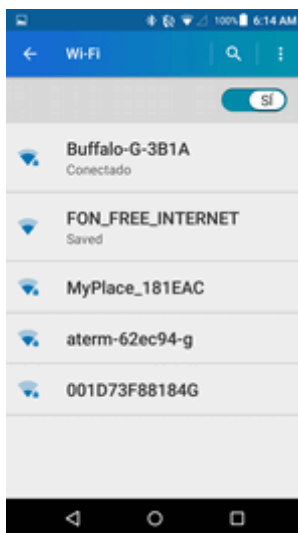 100% 6:14 AM
Wi-Fi
SÍ
Buffalo-G-3B1A
Conectado
FON_FREE_INTERNET
Saved
MyPlace_181EAC
aterm-62ec94-g
001D73F88184G